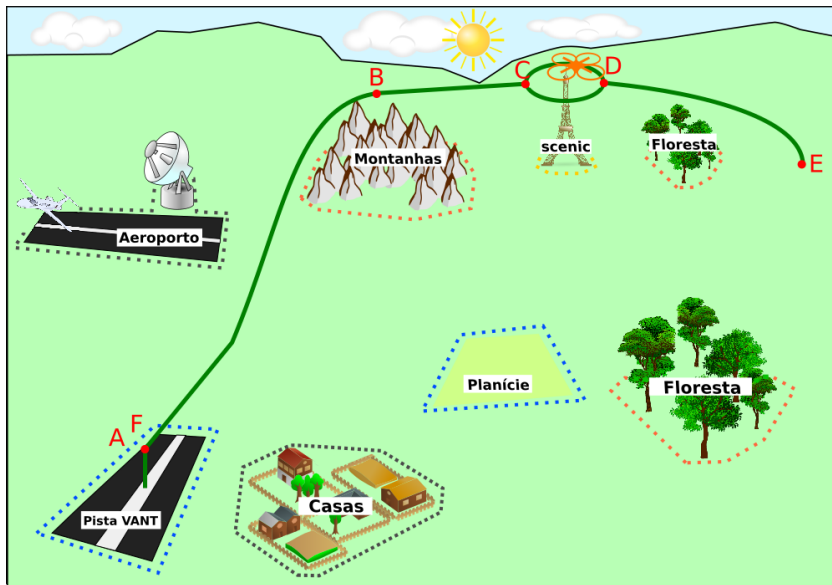 B
C
D
scenic
Montanhas
Floresta
E
Aeroporto
Planície
Floresta
F
A
Casas
Pista VANT